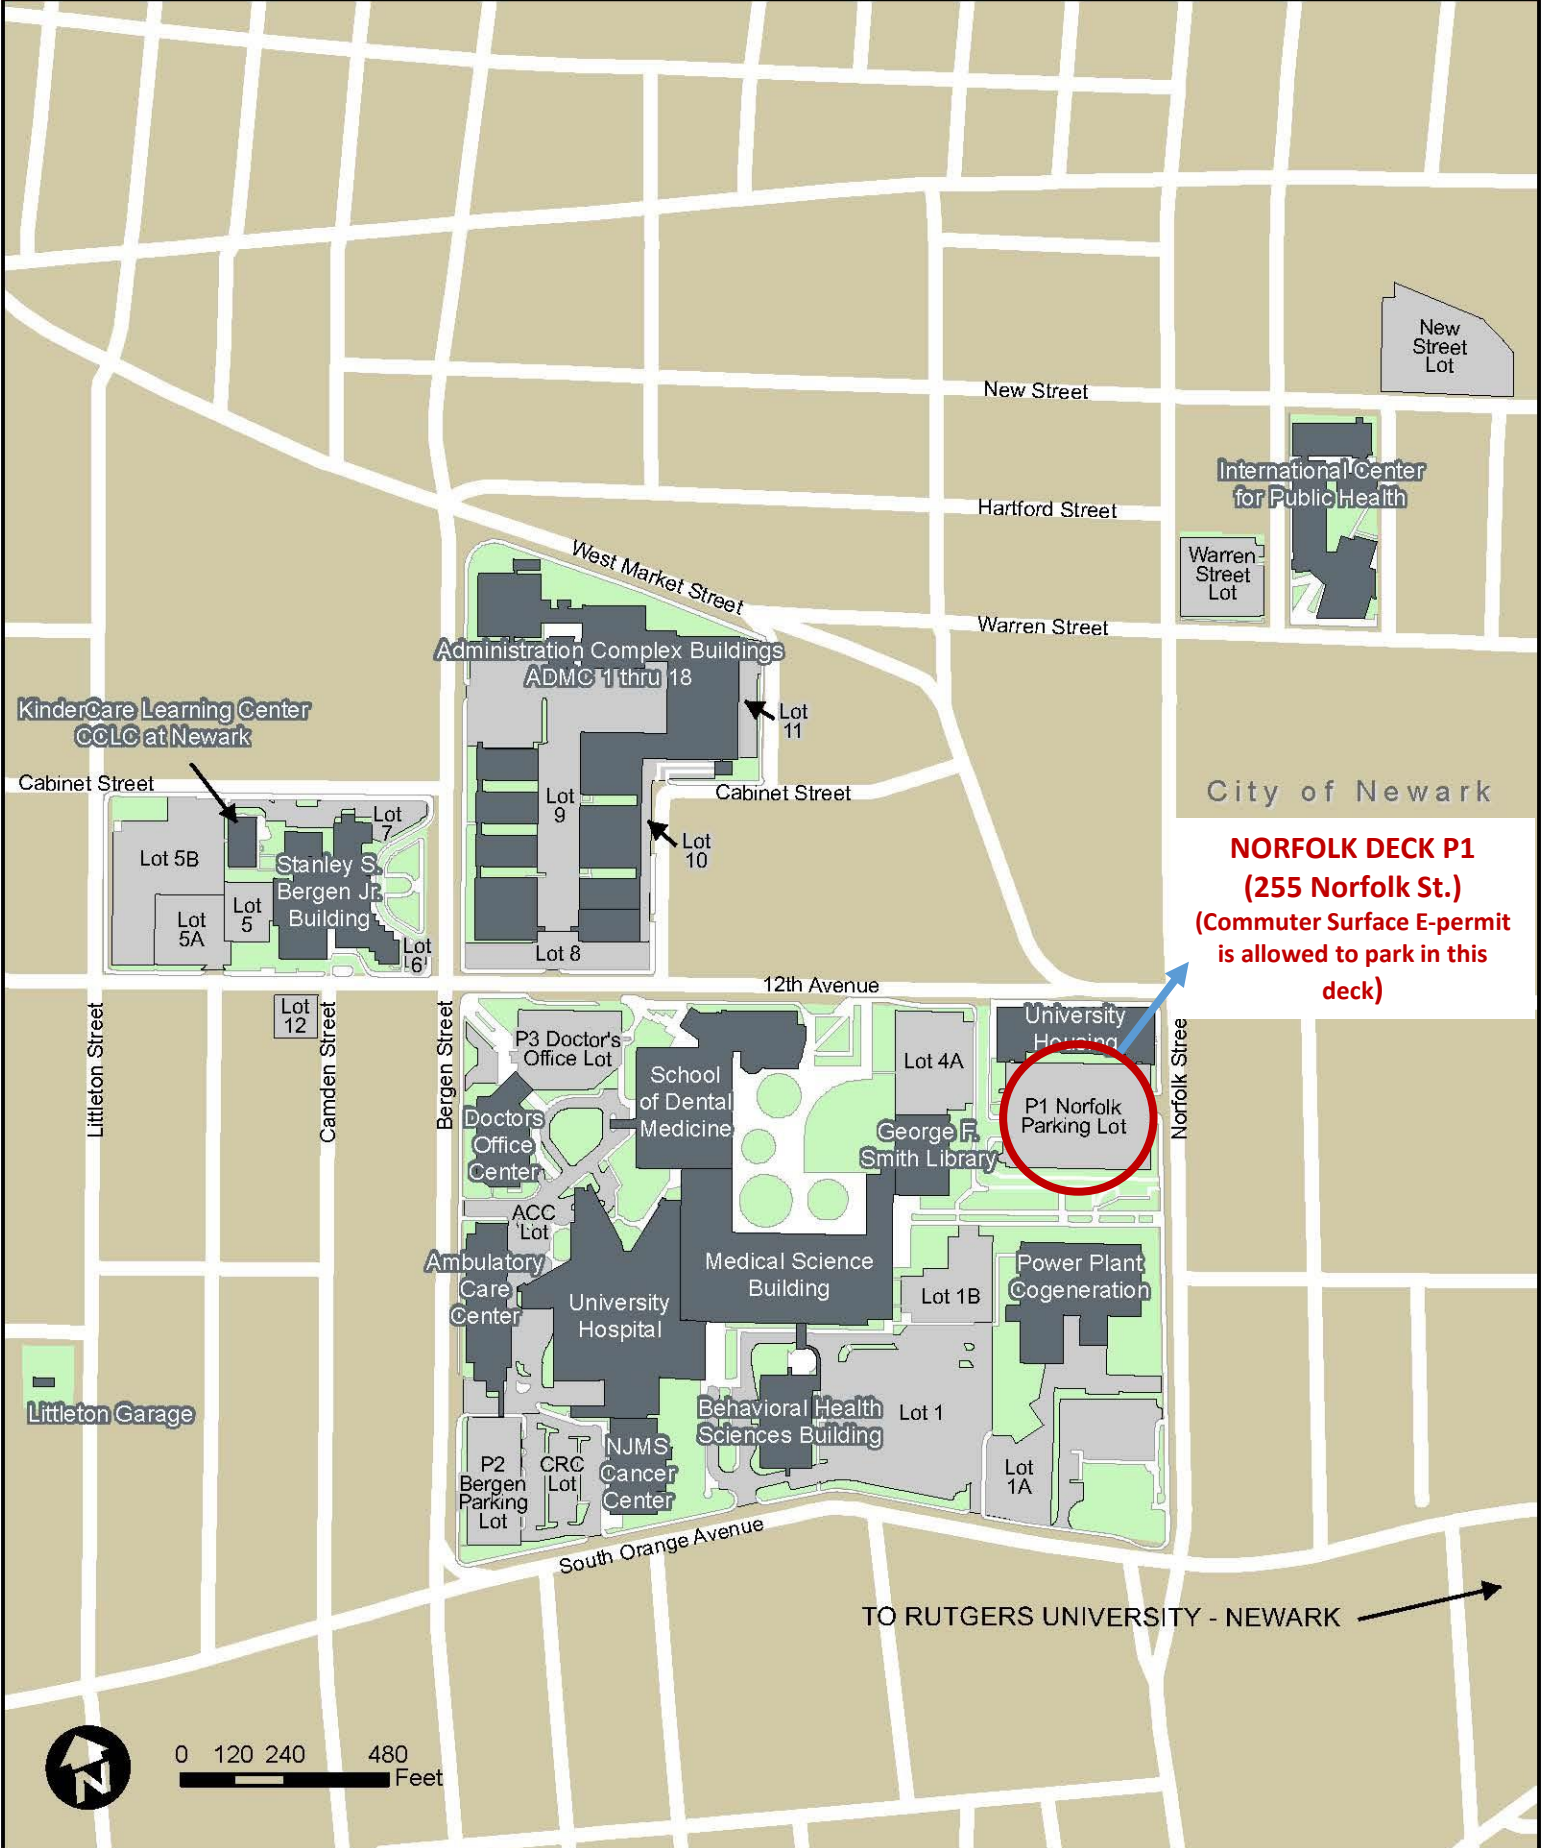 New
Street
Lot
New Street
International Center
for Public Health
Hartford Street
Warren
Street
Lot
West Market Street
Warren Street
Administration Complex Buildings
ADMC 1 thru 18
KinderCare Learning Center
CCLC at Newark
Lot
11
Cabinet Street
Cabinet Street
City of Newark
Lot
9
Lot
7
Lot
10
Lot 5B
Stanley S.
Bergen Jr.
Building
Lot
5
Lot
5A
Lot
6
Lot 8
NORFOLK DECK P1
(255 Norfolk St.)
(Commuter Surface E-permit
is allowed to park in this
deck)
12th Avenue
Lot
12
Littleton Street
Camden Street
Bergen Street
Norfolk Stree
P3 Doctor's
Office Lot
University
Housing
School
of Dental
Medicine
Lot 4A
P1 Norfolk
Parking Lot
Doctors
Office
Center
George F.
Smith Library
ACC
Lot
Ambulatory
Care
Center
Medical Science
Building
Power Plant
Cogeneration
University
Hospital
Lot 1B
Littleton Garage
Behavioral Health
Sciences Building
Lot 1
P2
Bergen
Parking
Lot
CRC
Lot
NJMS
Cancer
Center
Lot
1A
South Orange Avenue
TO RUTGERS UNIVERSITY - NEWARK
N
0 120 240 480
Feet